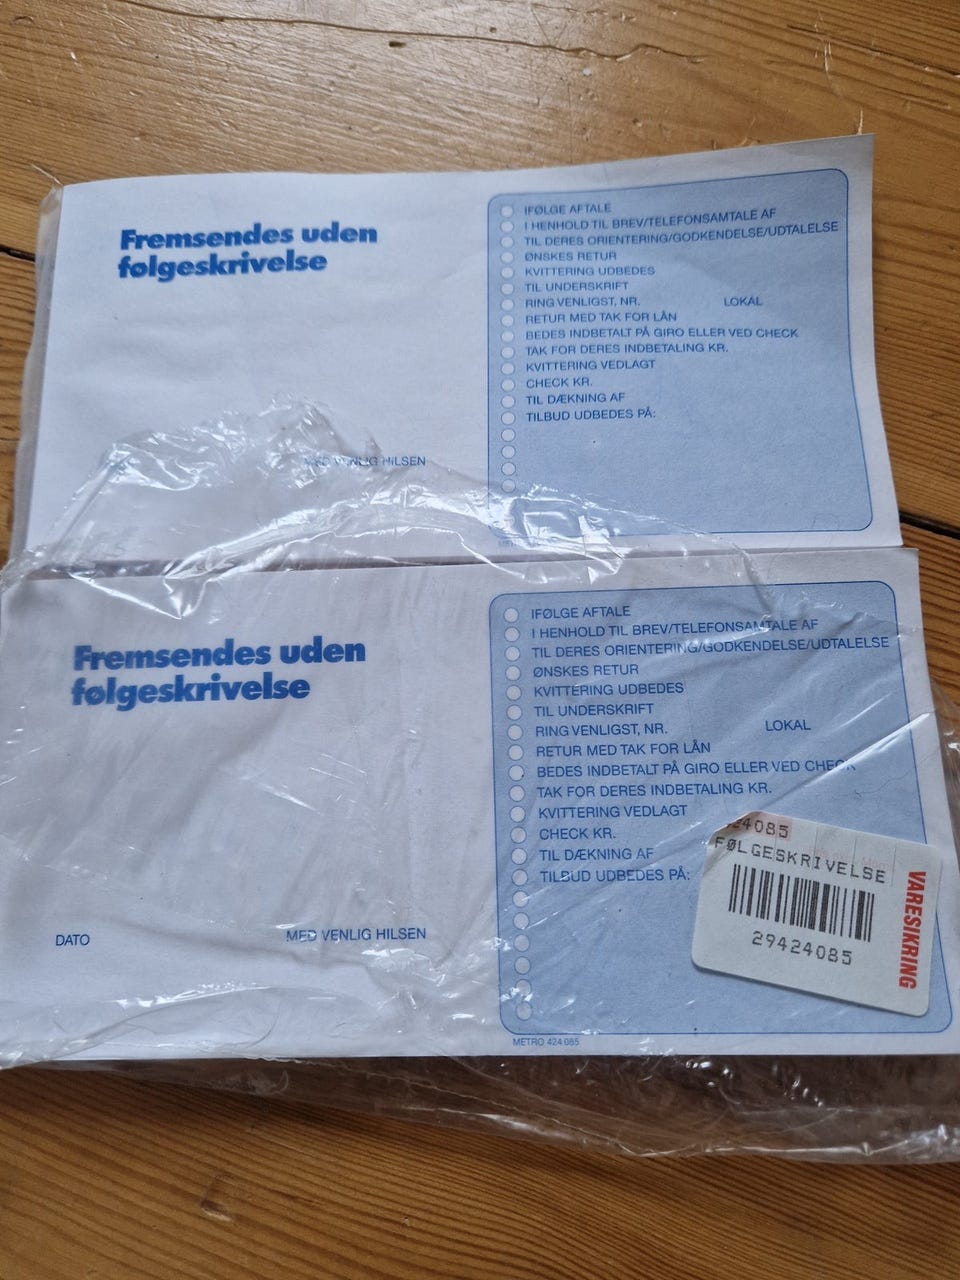 Fremsendes uden
følgeskrivelse
MED VENLIG HILSEN
IFØLGE AFTALE
I HENHOLD TIL BREV/TELEFONSAMTALE AF
TIL DERES ORIENTERING/GODKENDELSE/UDTALELSE
ØNSKES RETUR
KVITTERING UDBEDES
TIL UNDERSKRIFT
RING VENLIGST, NR. LOKAL
RETUR MED TAK FOR LÅN
BEDES INDBETALT PÅ GIRO ELLER VED CHECK
TAK FOR DERES INDBETALING KR.
KVITTERING VEDLAGT
CHECK KR.
TIL DÆKNING AF
TILBUD UDBEDES PÅ:
Fremsendes uden
følgeskrivelse
DATO
MED VENLIG HILSEN
IFØLGE AFTALE
I HENHOLD TIL BREV/TELEFONSAMTALE AF
TIL DERES ORIENTERING/GODKENDELSE/UDTALELSE
ØNSKES RETUR
KVITTERING UDBEDES
TIL UNDERSKRIFT
RING VENLIGST, NR. LOKAL
RETUR MED TAK FOR LÅN
BEDES INDBETALT PÅ GIRO ELLER VED CHECK
TAK FOR DERES INDBETALING KR.
KVITTERING VEDLAGT
CHECK KR.
TIL DÆKNING AF
TILBUD UDBEDES PÅ:
424085
FØLGESKRIVELSE
29424085
VARESIKRING
METRO 424 085